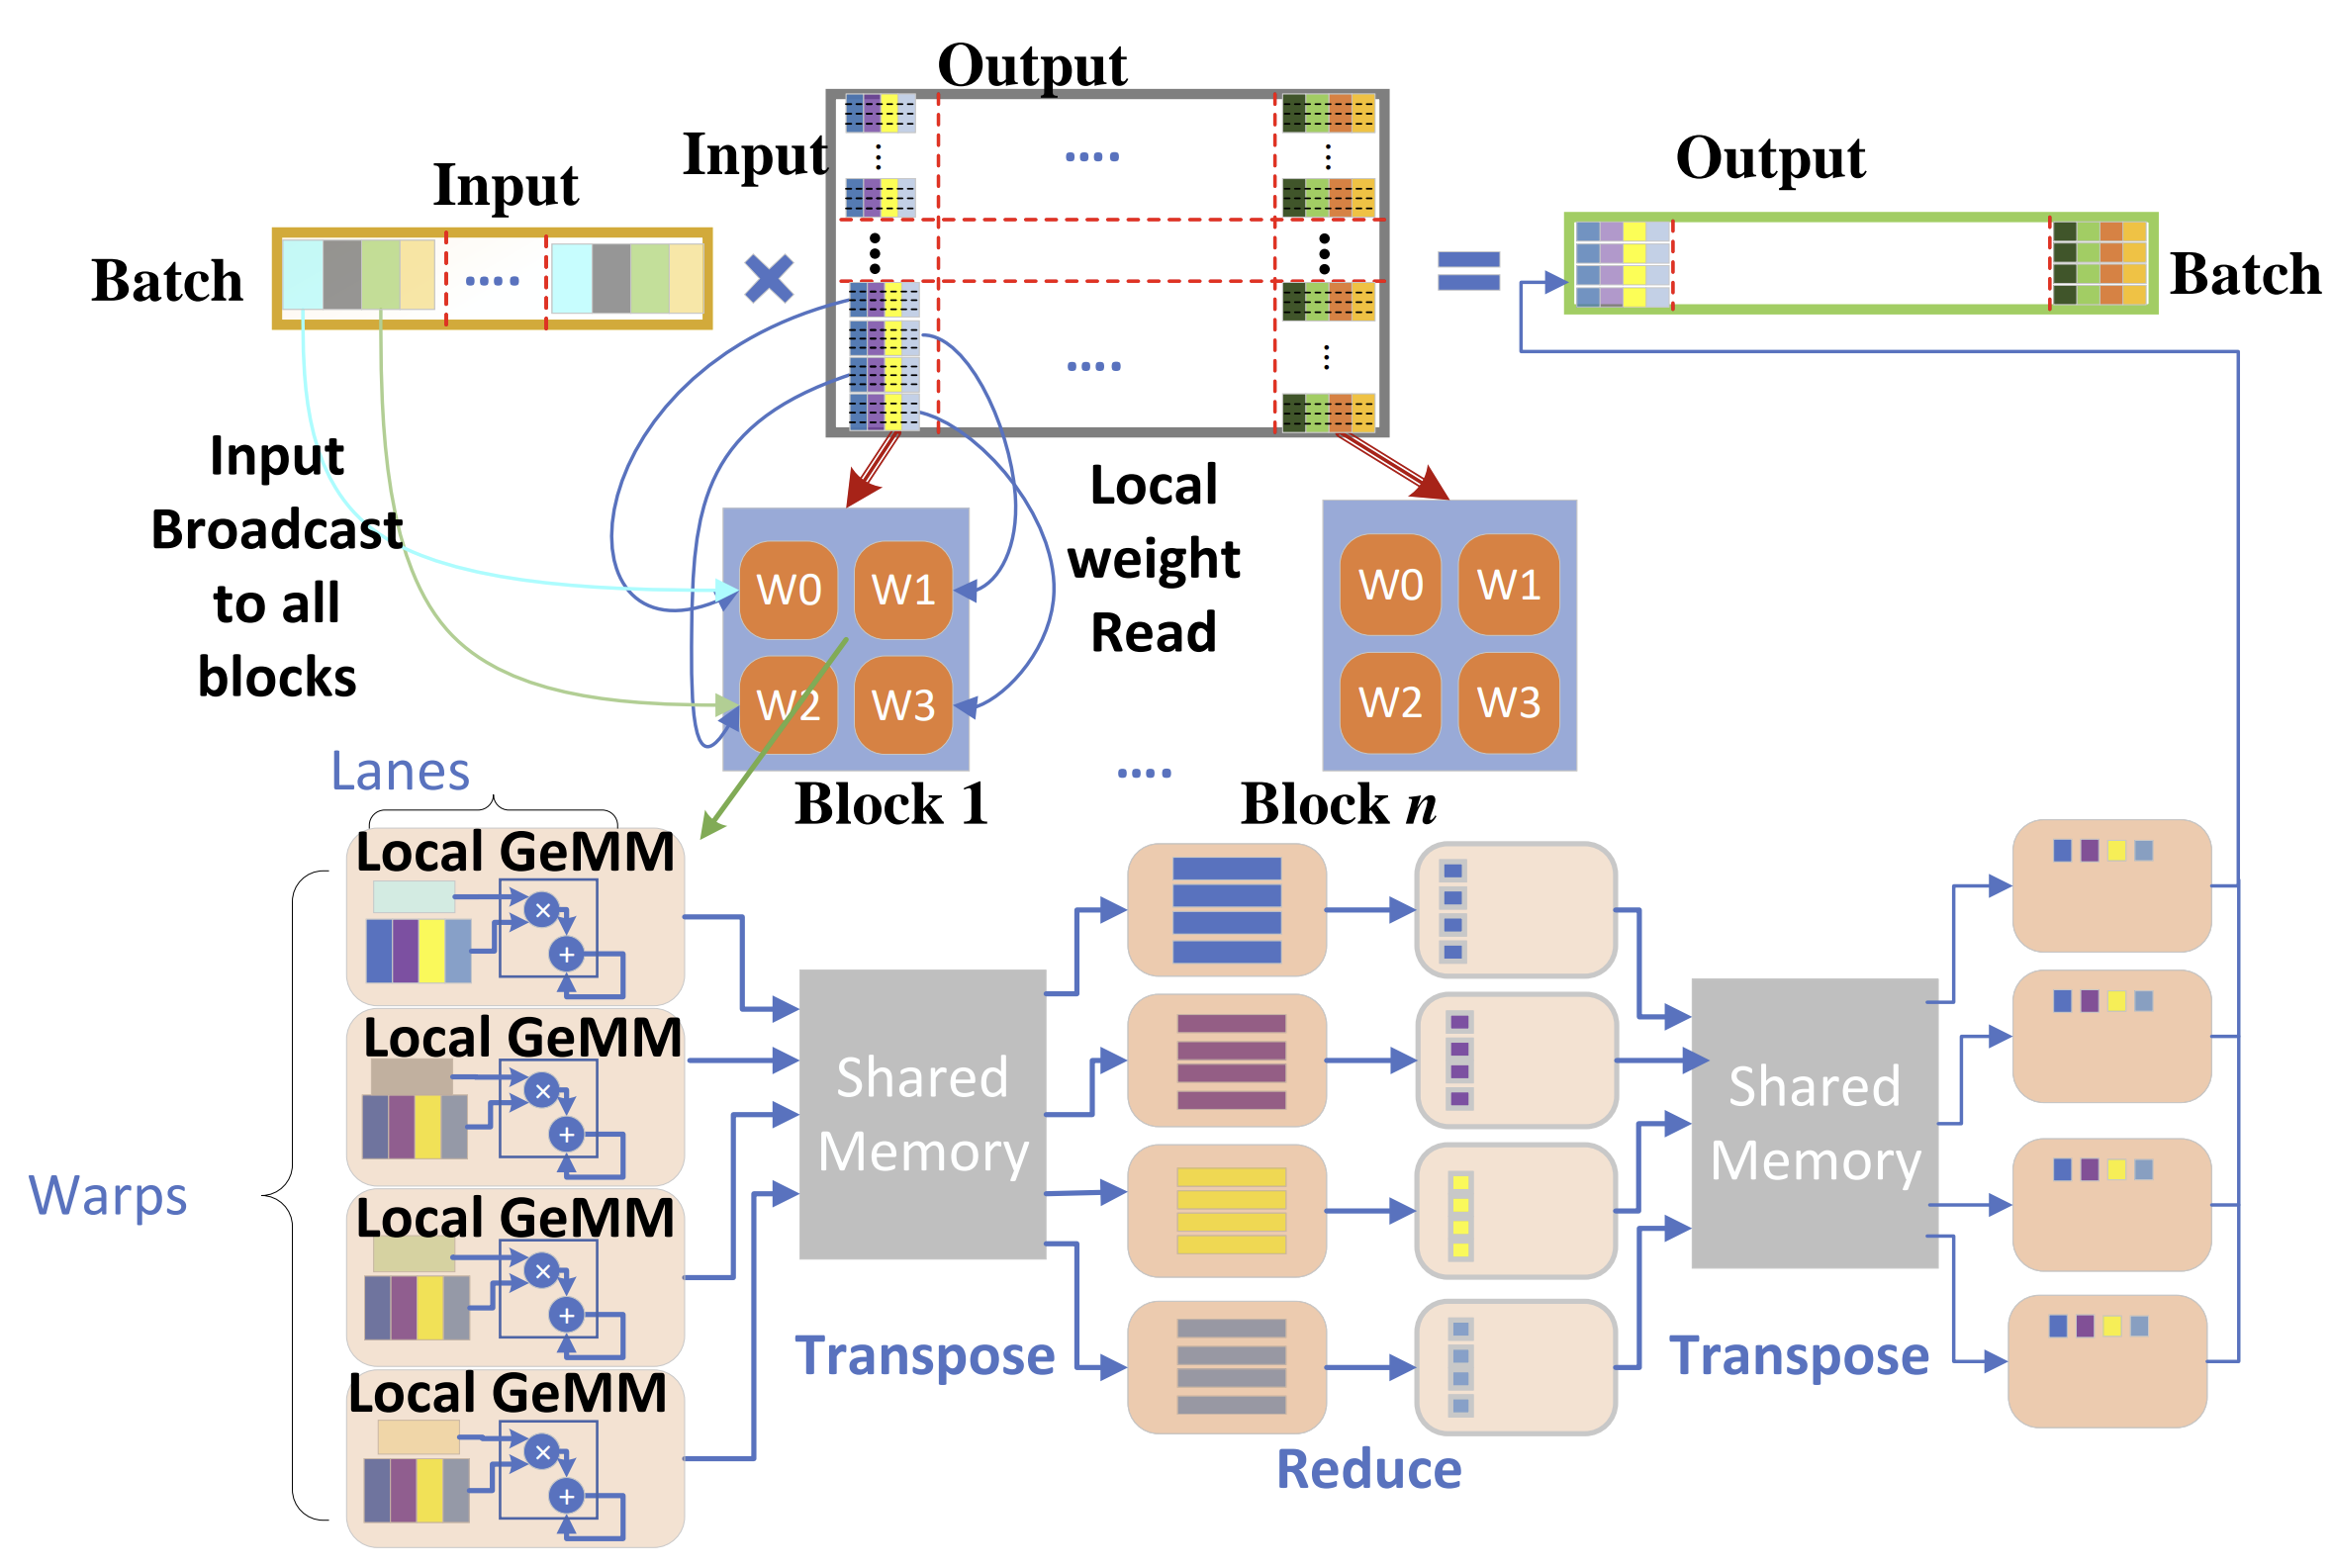 Output
Input
Input
Output
Batch
Batch
Input
Broadcast
to all
blocks
Local
weight
Read
W0
W1
W2
W3
W0
W1
W2
W3
Block 1
....
Block n
Lanes
Warps
Local GeMM
Local GeMM
Local GeMM
Local GeMM
Shared
Memory
Transpose
Reduce
Shared
Memory
Transpose